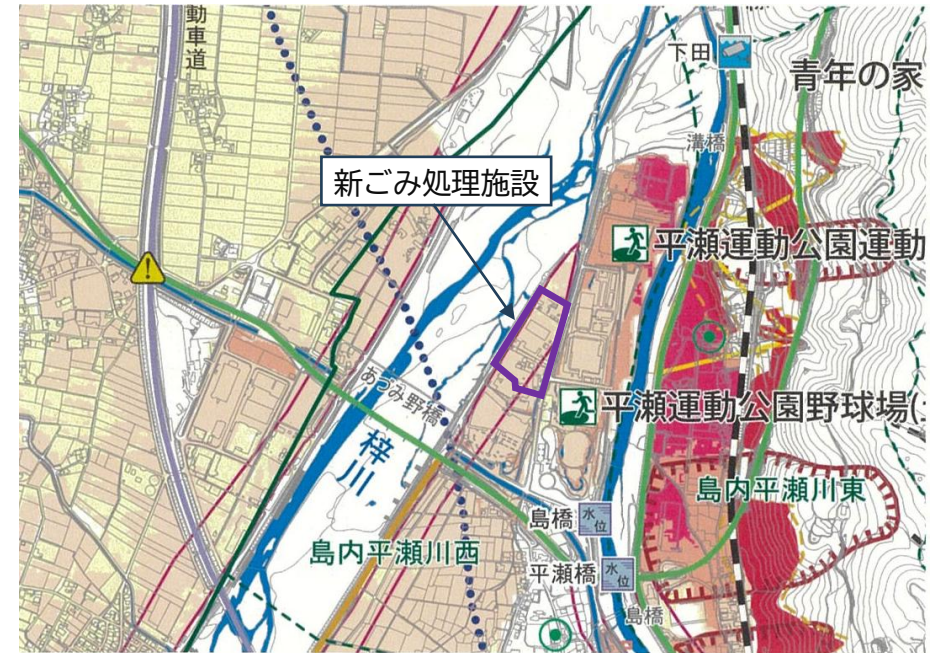 動車道
下田
青年の家
溝橋
新ごみ処理施設
平瀬運動公園運動
あづみ野橋
平瀬運動公園野球場(
梓川
島内平瀬川東
島橋
水位
島内平瀬川西
平瀬橋
水位
島橋